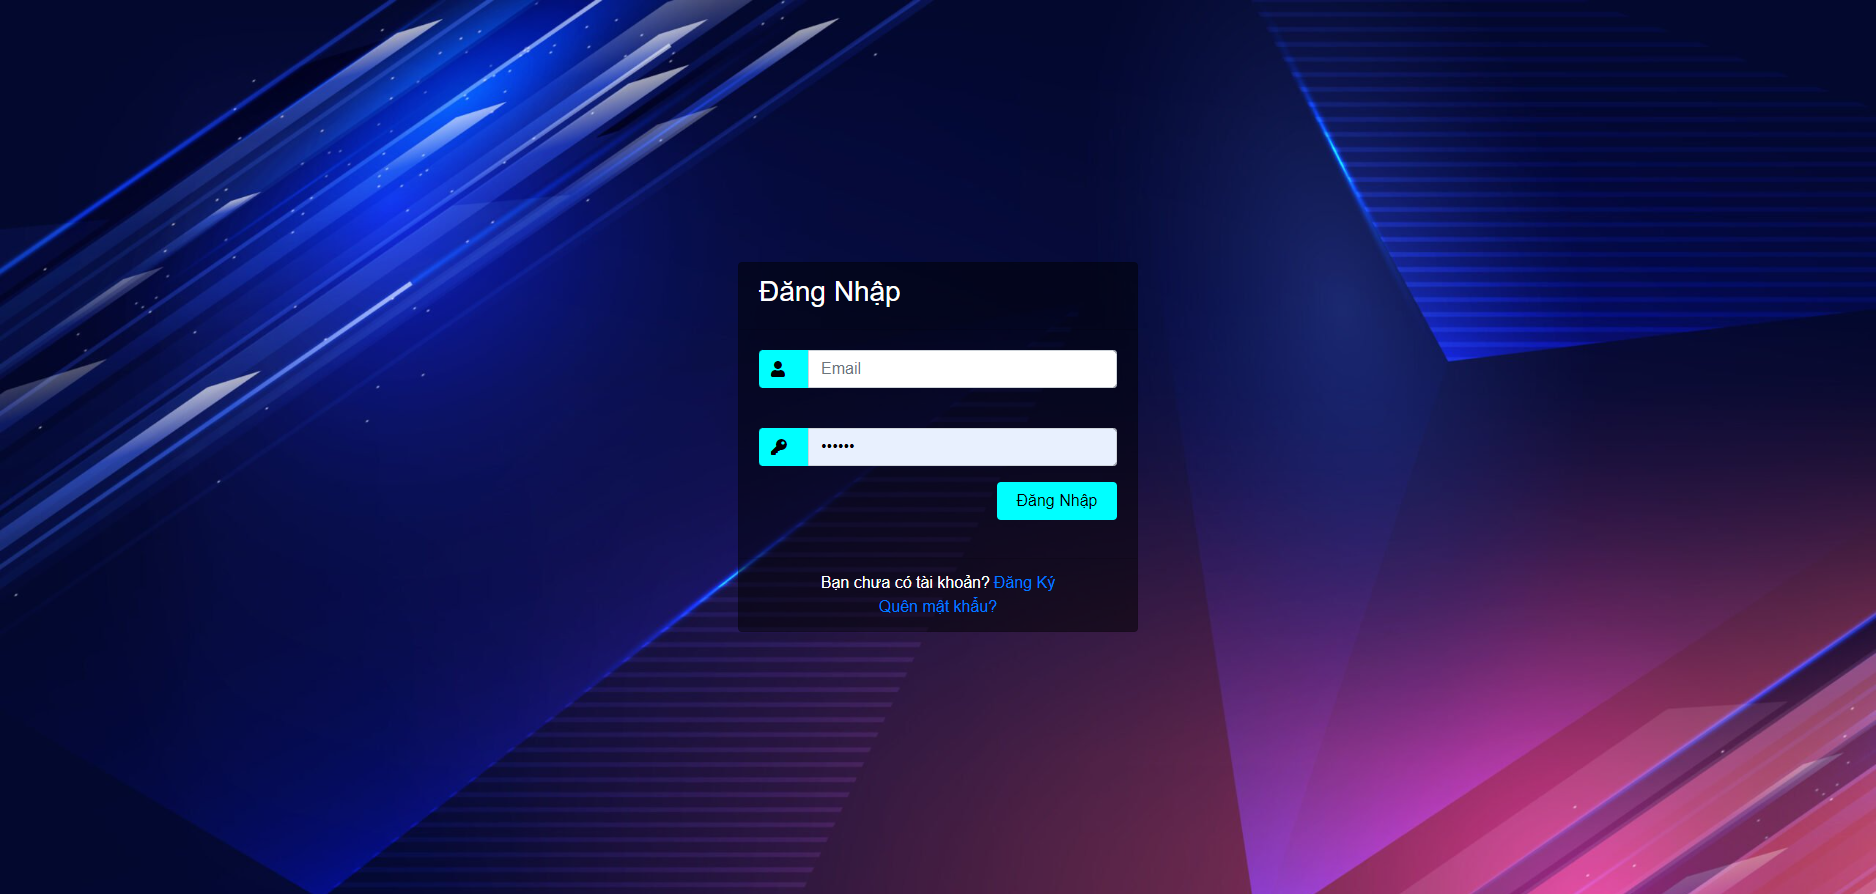 Đăng Nhập
Email
••••••
Đăng Nhập
Bạn chưa có tài khoản? Đăng Ký
Quên mật khẩu?